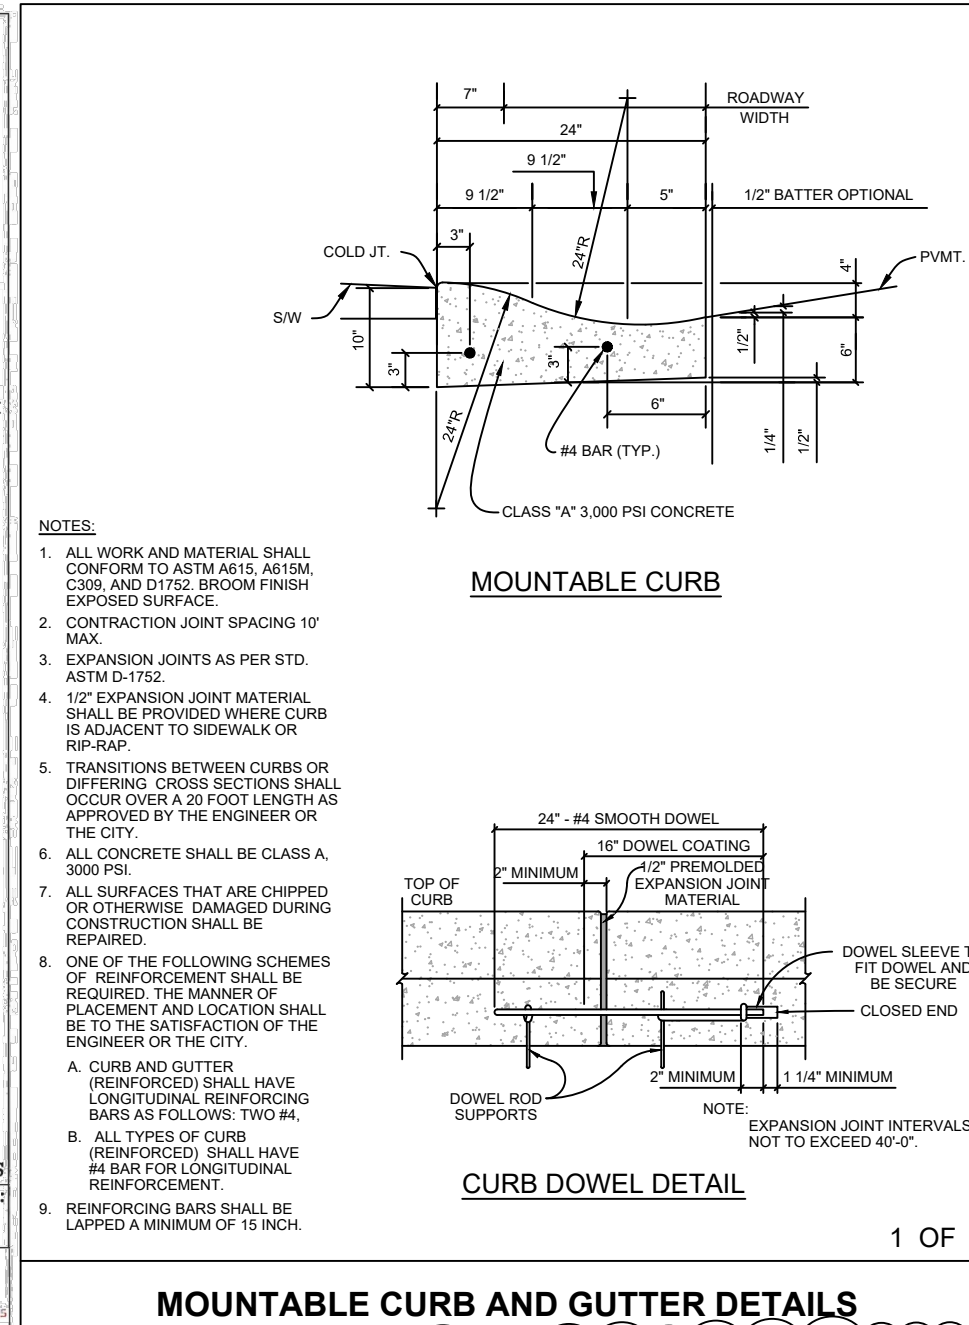 7"
ROADWAY
WIDTH
24"
9 1/2"
9 1/2"
5"
1/2" BATTER OPTIONAL
3"
COLD JT.
24"R
4"
PVMT.
S/W
10"
3"
3"
1/2"
6"
6"
24"R
1/4"
1/2"
#4 BAR (TYP.)
CLASS "A" 3,000 PSI CONCRETE
MOUNTABLE CURB
NOTES:
1. ALL WORK AND MATERIAL SHALL
CONFORM TO ASTM A615, A615M,
C309, AND D1752. BROOM FINISH
EXPOSED SURFACE.
2. CONTRACTION JOINT SPACING 10'
MAX.
3. EXPANSION JOINTS AS PER STD.
ASTM D-1752.
4. 1/2" EXPANSION JOINT MATERIAL
SHALL BE PROVIDED WHERE CURB
IS ADJACENT TO SIDEWALK OR
RIP-RAP.
5. TRANSITIONS BETWEEN CURBS OR
DIFFERING CROSS SECTIONS SHALL
OCCUR OVER A 20 FOOT LENGTH AS
APPROVED BY THE ENGINEER OR
THE CITY.
6. ALL CONCRETE SHALL BE CLASS A,
3000 PSI.
7. ALL SURFACES THAT ARE CHIPPED
OR OTHERWISE DAMAGED DURING
CONSTRUCTION SHALL BE
REPAIRED.
8. ONE OF THE FOLLOWING SCHEMES
OF REINFORCEMENT SHALL BE
REQUIRED. THE MANNER OF
PLACEMENT AND LOCATION SHALL
BE TO THE SATISFACTION OF THE
ENGINEER OR THE CITY.
A. CURB AND GUTTER
(REINFORCED) SHALL HAVE
LONGITUDINAL REINFORCING
BARS AS FOLLOWS: TWO #4,
B. ALL TYPES OF CURB
(REINFORCED) SHALL HAVE
#4 BAR FOR LONGITUDINAL
REINFORCEMENT.
9. REINFORCING BARS SHALL BE
LAPPED A MINIMUM OF 15 INCH.
24" - #4 SMOOTH DOWEL
16" DOWEL COATING
2" MINIMUM
1/2" PREMOLDED
EXPANSION JOINT
MATERIAL
TOP OF
CURB
DOWEL SLEEVE T
FIT DOWEL AND
BE SECURE
CLOSED END
2" MINIMUM
1 1/4" MINIMUM
DOWEL ROD
SUPPORTS
NOTE:
EXPANSION JOINT INTERVALS
NOT TO EXCEED 40'-0".
CURB DOWEL DETAIL
1 OF
MOUNTABLE CURB AND GUTTER DETAILS